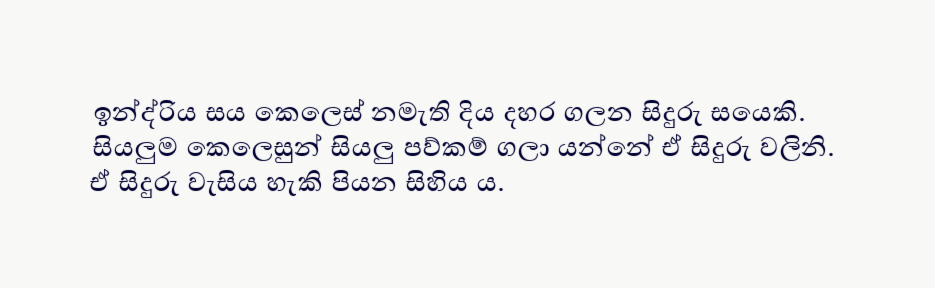 ඉන්ද්රිය සය කෙලෙස් නමැති දිය දහර ගලන සිදුරු සයෙකි.
සියලුම කෙලෙසුන් සියලු පව්කම් ගලා යන්නේ ඒ සිදුරු වලිනි.
ඒ සිදුරු වැසිය හැකි පියන සිහිය ය.